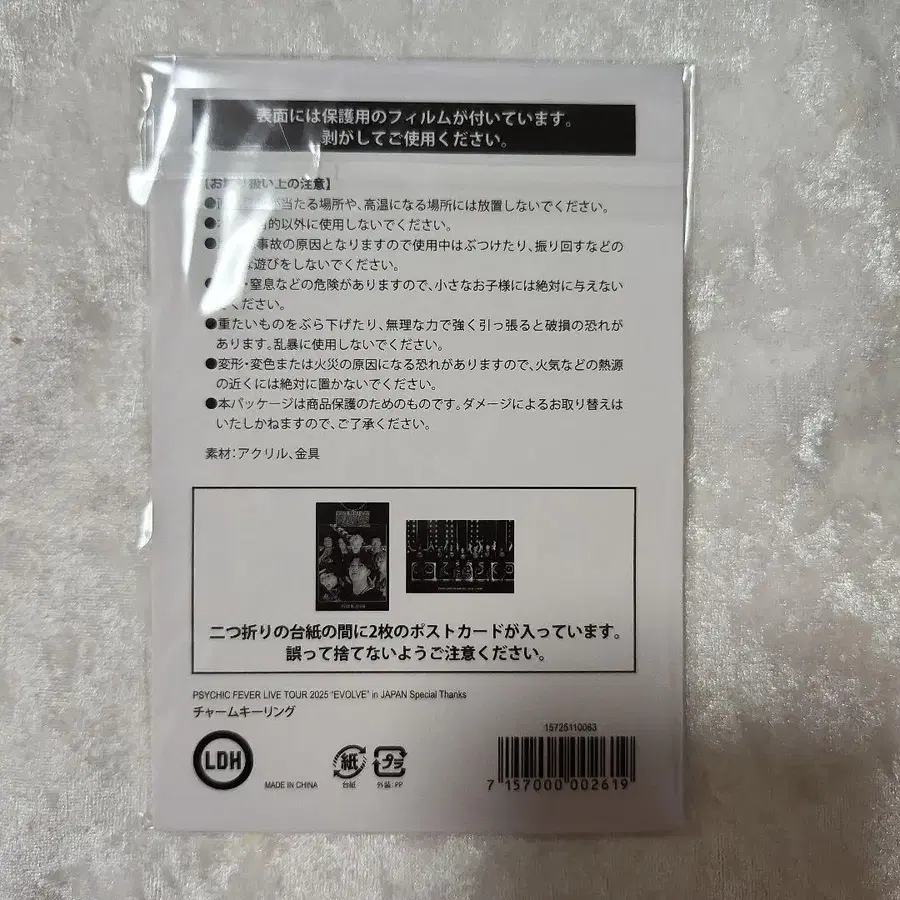 表面には保護用のフィルムが付いています。
剥がしてご使用ください。
【お 扱い上の注意】
● 当たる場所や、高温になる場所には放置しないでください。
● 的以外に使用しないでください。
● 事故の原因となりますので使用中はぶつけたり、振り回すなどの
遊びをしないでください。
● ・窒息などの危険がありますので、小さなお子様には絶対に与えない
ください。
●重たいものをぶら下げたり、無理な力で強く引っ張ると破損の恐れが
あります。乱暴に使用しないでください。
●変形・変色または火災の原因になる恐れがありますので、火気などの熱源
の近くには絶対に置かないでください。
●本パッケージは商品保護のためのものです。ダメージによるお取り替えは
いたしかねますので、ご了承ください。
素材：アクリル、金具
二つ折りの台紙の間に2枚のポストカードが入っています。
誤って捨てないようご注意ください。
PSYCHIC FEVER LIVE TOUR 2025 "EVOLVE" in JAPAN Special Thanks
チャームキーリング
LDH
MADE IN CHINA
紙
台紙
プラ
外装：PP
15725110063
7 157000 002619